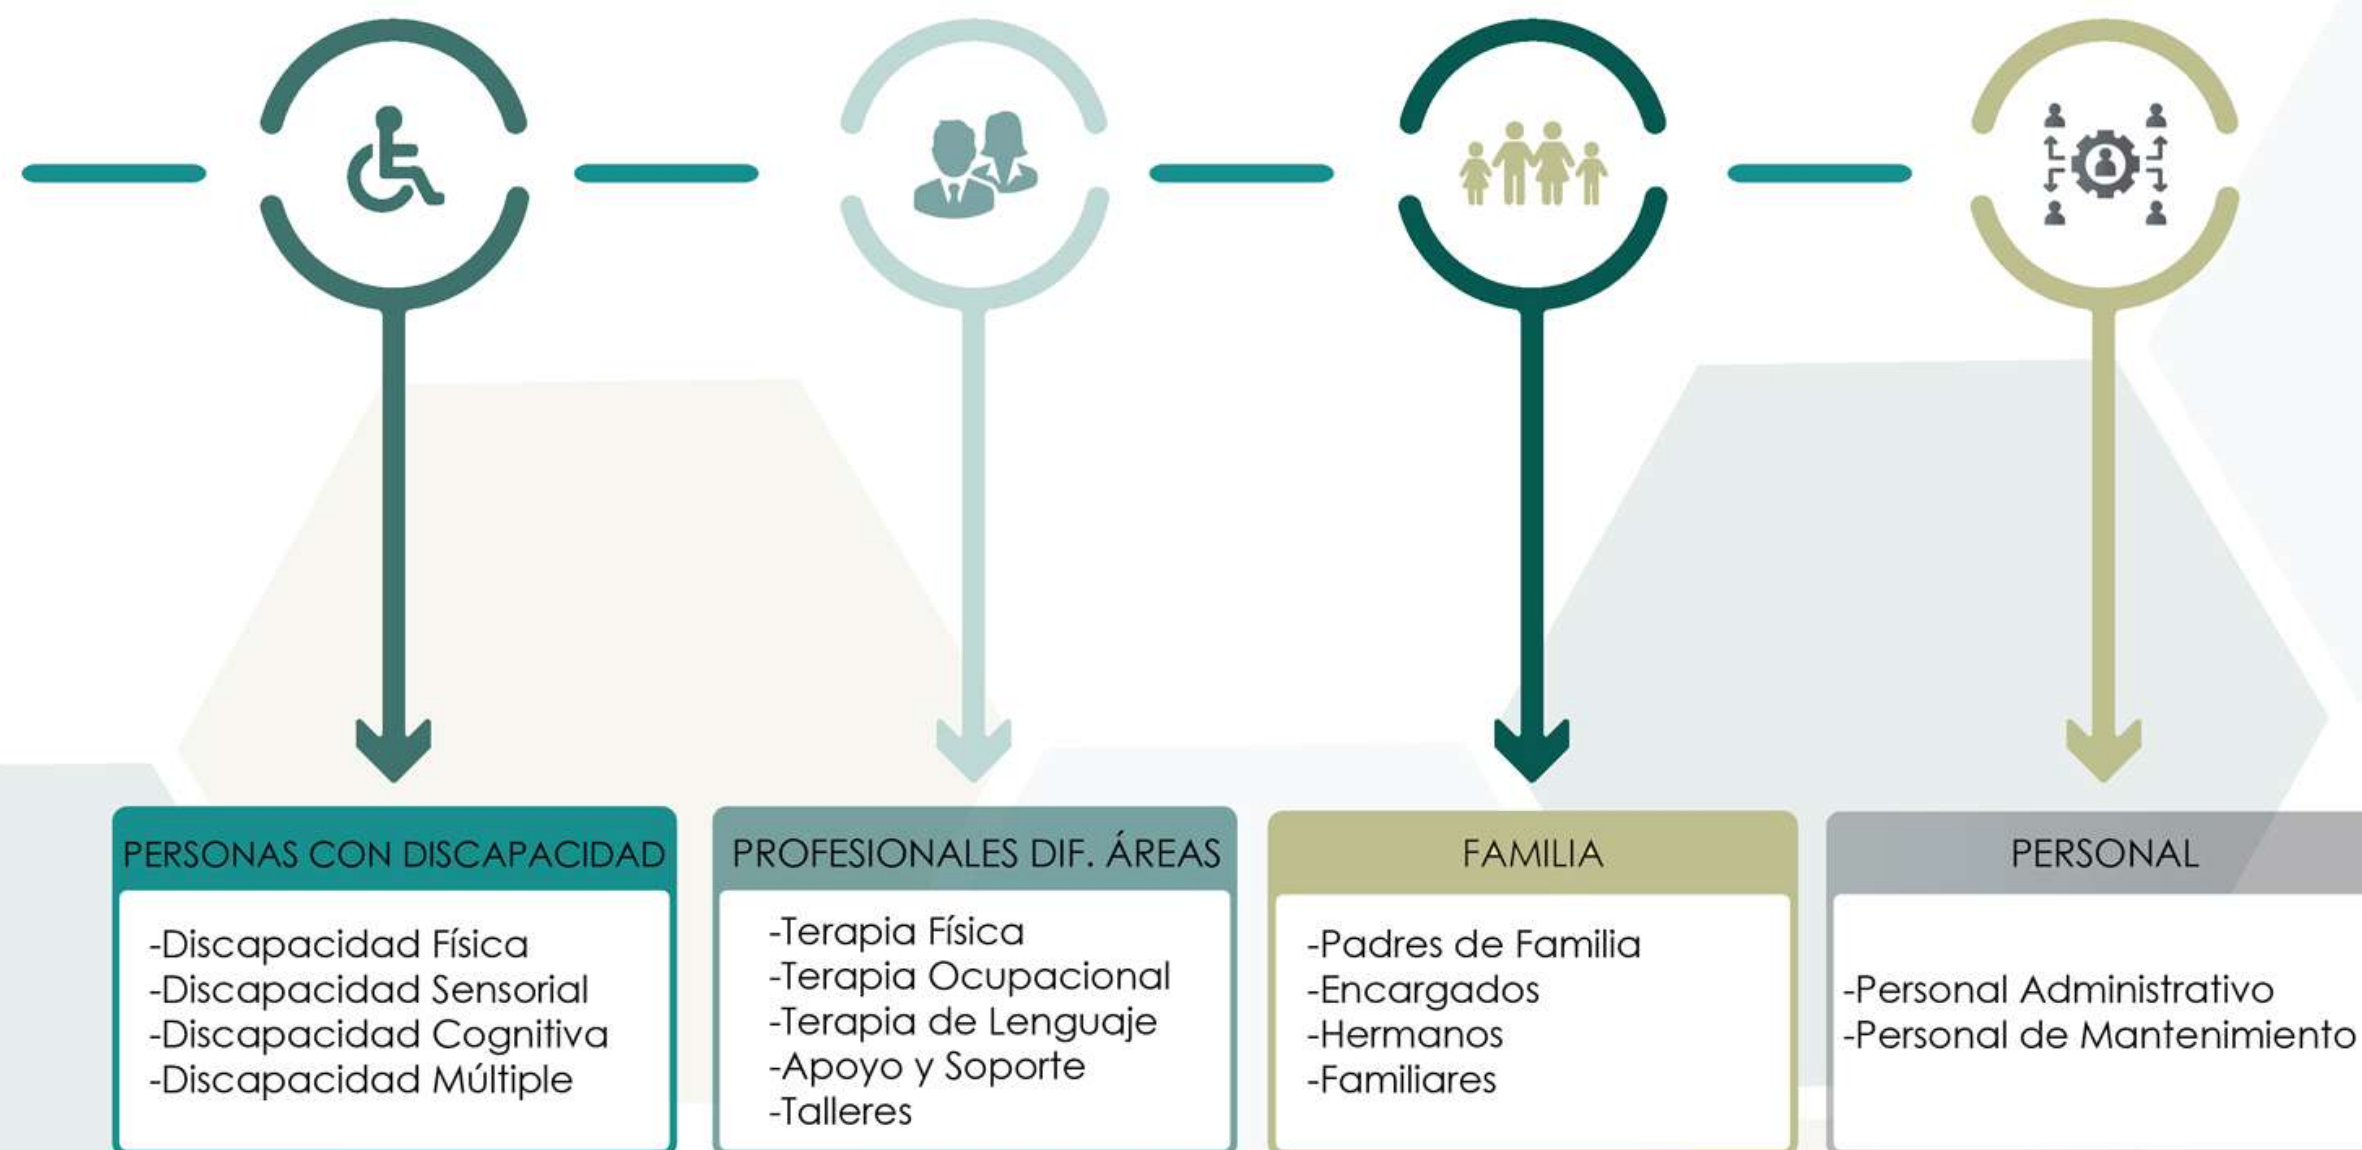 PERSONAS CON DISCAPACIDAD
-Discapacidad Física
-Discapacidad Sensorial
-Discapacidad Cognitiva
-Discapacidad Múltiple
PROFESIONALES DIF. ÁREAS
-Terapia Física
-Terapia Ocupacional
-Terapia de Lenguaje
-Apoyo y Soporte
-Talleres
FAMILIA
-Padres de Familia
-Encargados
-Hermanos
-Familiares
PERSONAL
-Personal Administrativo
-Personal de Mantenimiento